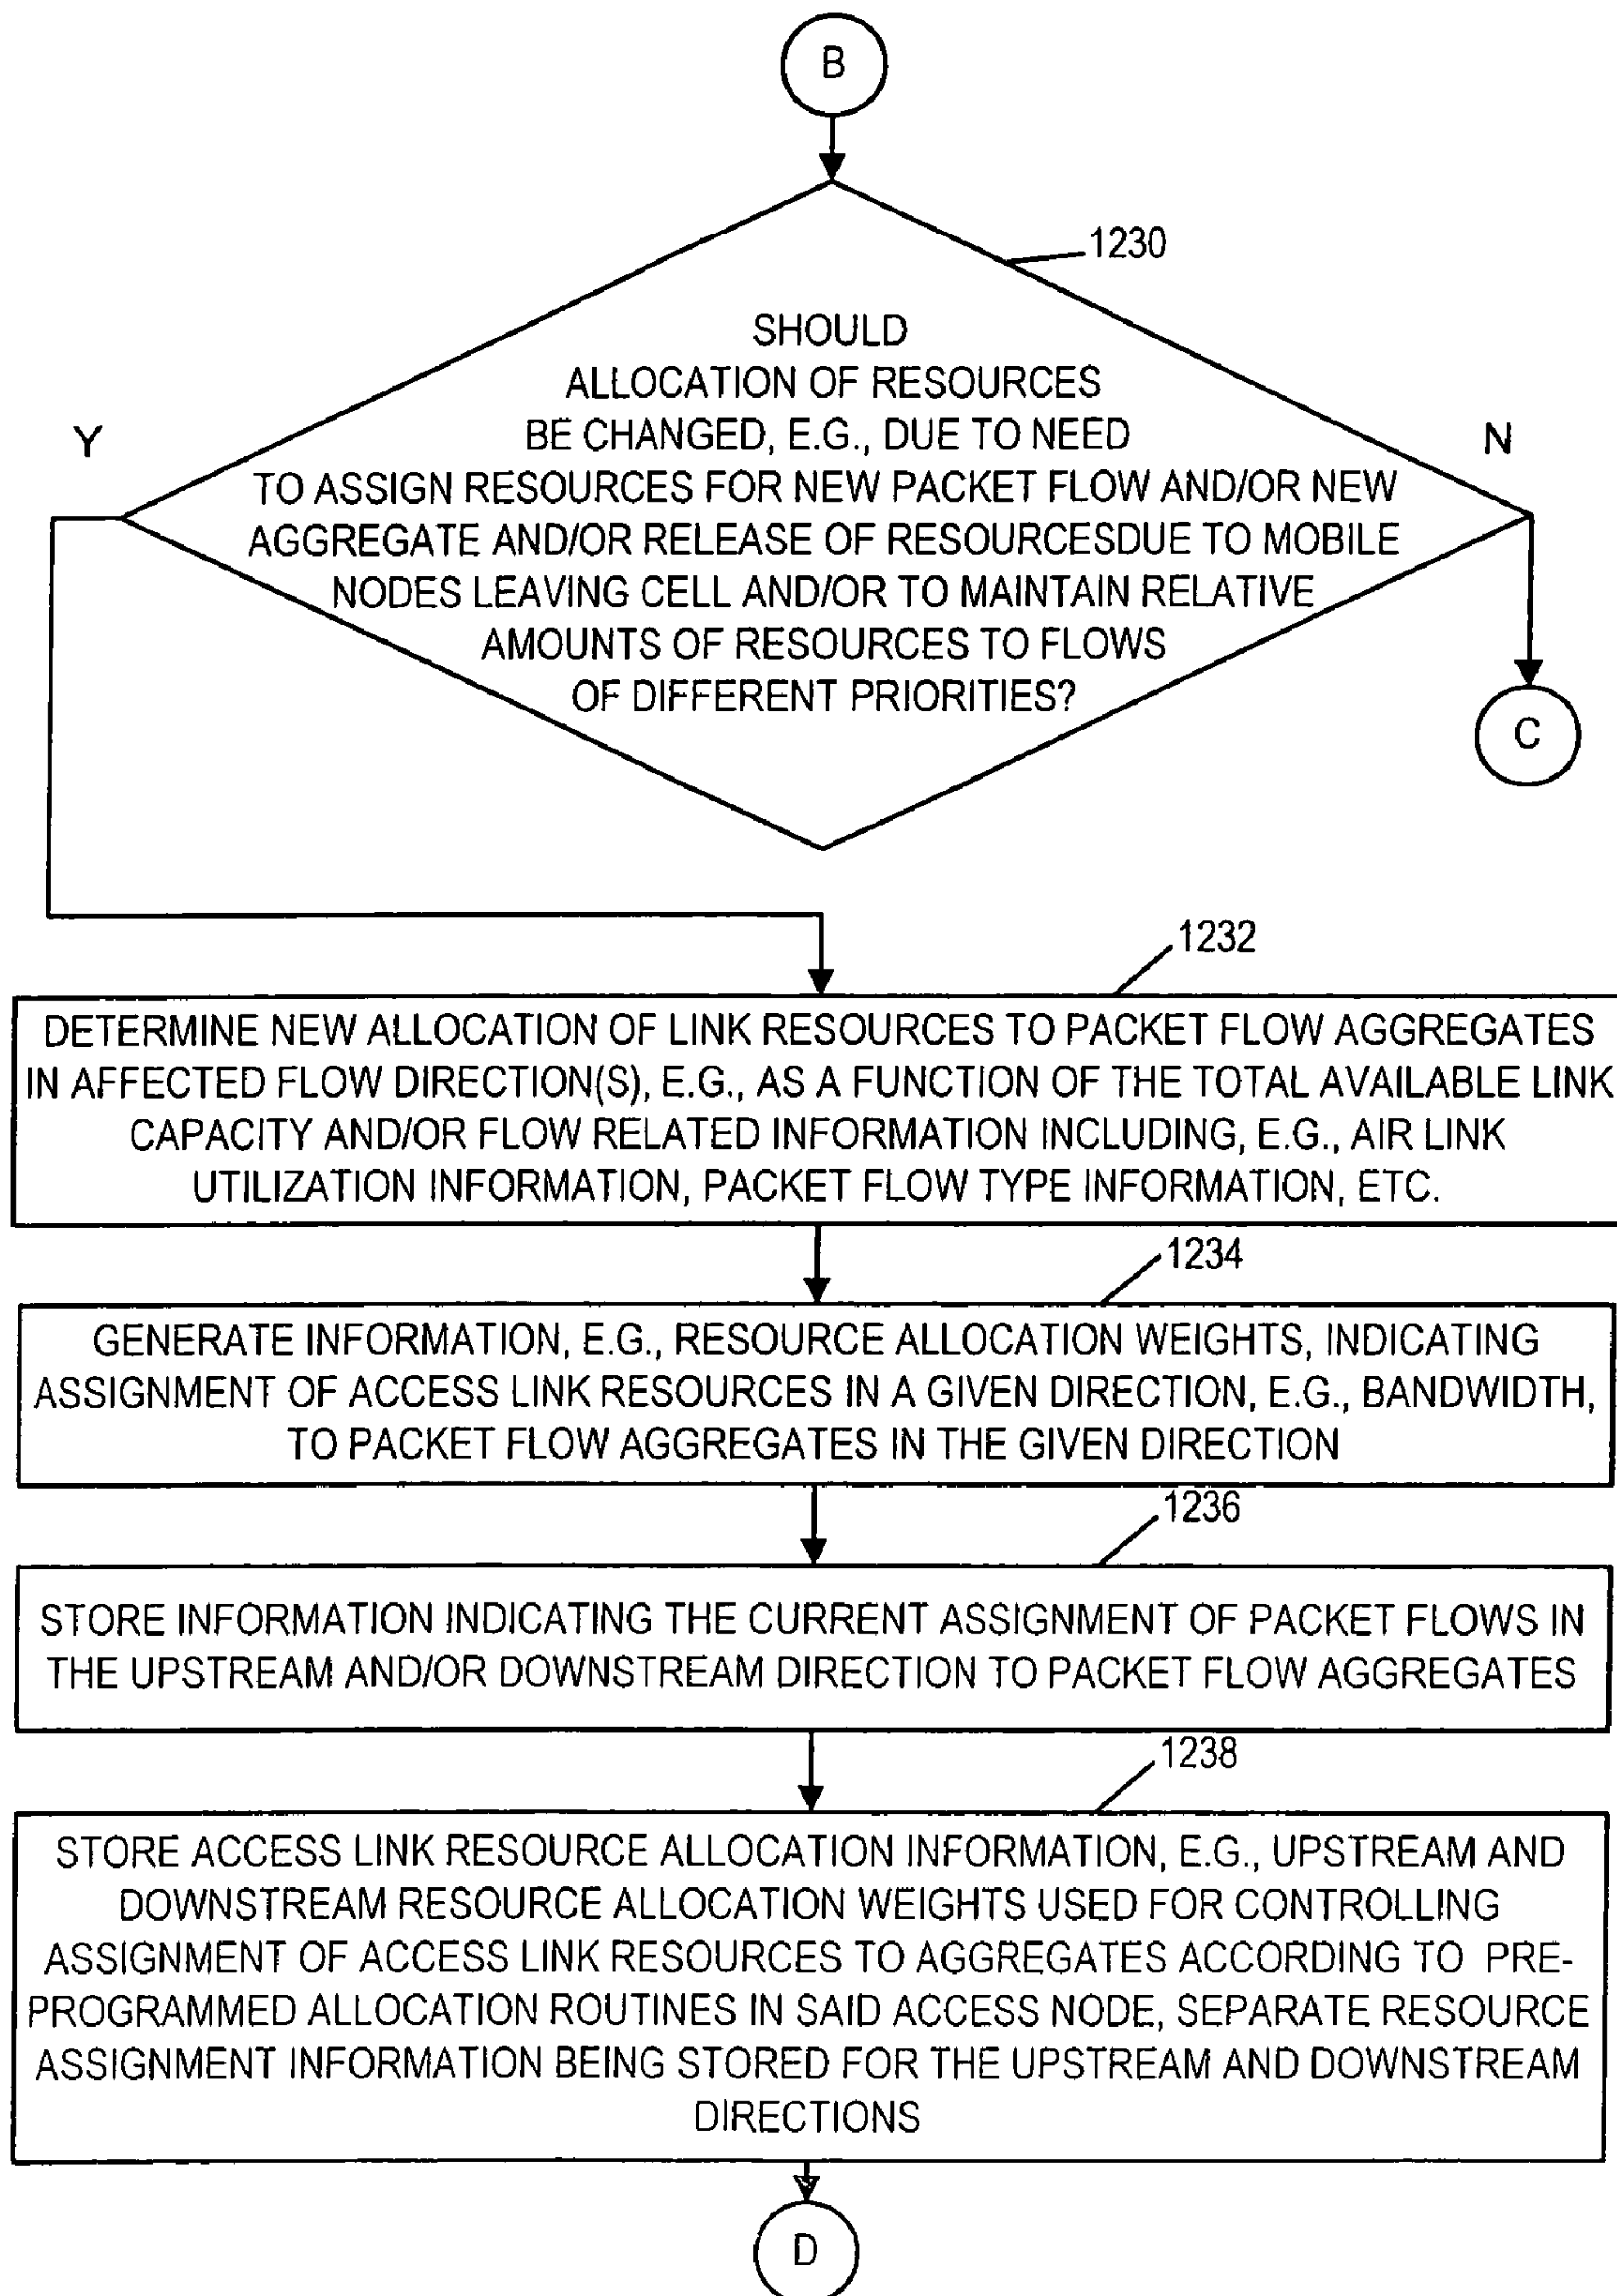 B
1230
SHOULD
ALLOCATION OF RESOURCES
BE CHANGED, E.G., DUE TO NEED
TO ASSIGN RESOURCES FOR NEW PACKET FLOW AND/OR NEW
AGGREGATE AND/OR RELEASE OF RESOURCESDUE TO MOBILE
NODES LEAVING CELL AND/OR TO MAINTAIN RELATIVE
AMOUNTS OF RESOURCES TO FLOWS
OF DIFFERENT PRIORITIES?
Y
N
C
1232
DETERMINE NEW ALLOCATION OF LINK RESOURCES TO PACKET FLOW AGGREGATES
IN AFFECTED FLOW DIRECTION(S), E.G., AS A FUNCTION OF THE TOTAL AVAILABLE LINK
CAPACITY AND/OR FLOW RELATED INFORMATION INCLUDING, E.G., AIR LINK
UTILIZATION INFORMATION, PACKET FLOW TYPE INFORMATION, ETC.
1234
GENERATE INFORMATION, E.G., RESOURCE ALLOCATION WEIGHTS, INDICATING
ASSIGNMENT OF ACCESS LINK RESOURCES IN A GIVEN DIRECTION, E.G., BANDWIDTH,
TO PACKET FLOW AGGREGATES IN THE GIVEN DIRECTION
1236
STORE INFORMATION INDICATING THE CURRENT ASSIGNMENT OF PACKET FLOWS IN
THE UPSTREAM AND/OR DOWNSTREAM DIRECTION TO PACKET FLOW AGGREGATES
1238
STORE ACCESS LINK RESOURCE ALLOCATION INFORMATION, E.G., UPSTREAM AND
DOWNSTREAM RESOURCE ALLOCATION WEIGHTS USED FOR CONTROLLING
ASSIGNMENT OF ACCESS LINK RESOURCES TO AGGREGATES ACCORDING TO PRE-
PROGRAMMED ALLOCATION ROUTINES IN SAID ACCESS NODE, SEPARATE RESOURCE
ASSIGNMENT INFORMATION BEING STORED FOR THE UPSTREAM AND DOWNSTREAM
DIRECTIONS
D